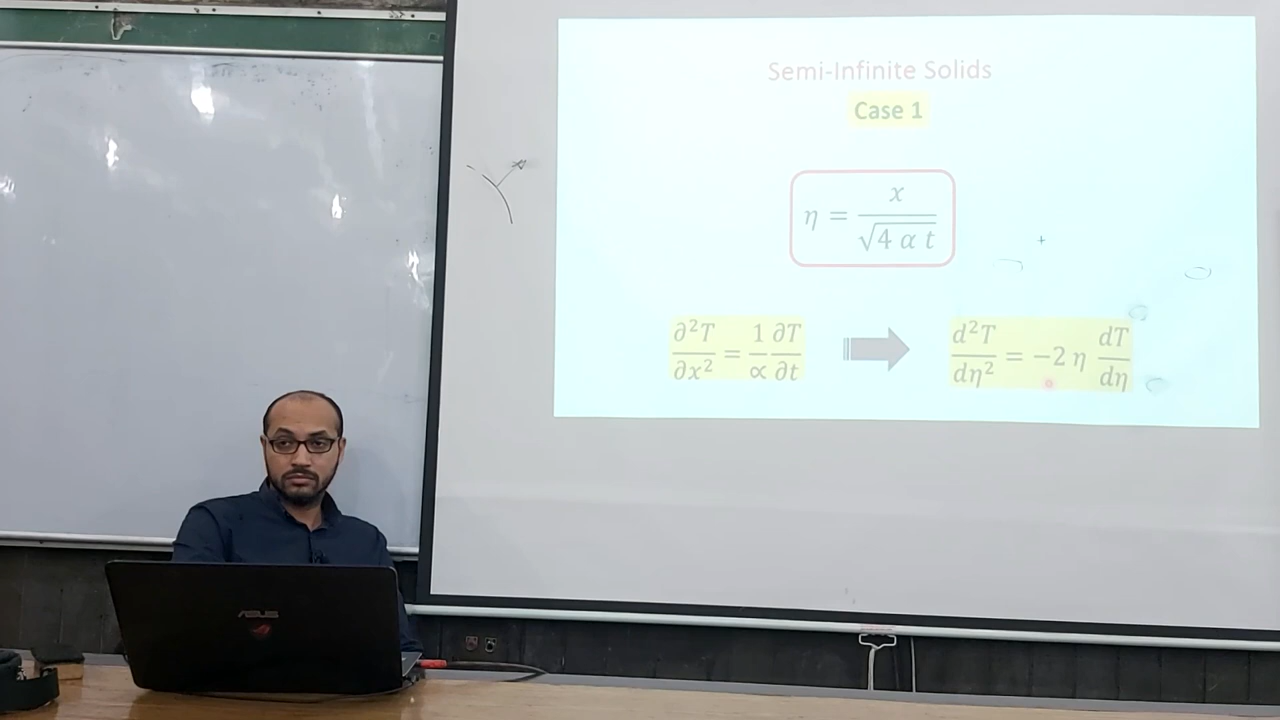 Semi-Infinite Solids
Case 1
η = x / √(4 α t)
∂²T/∂x² = 1/∝ ∂T/∂t
d²T/dη² = −2 η dT/dη
ASUS